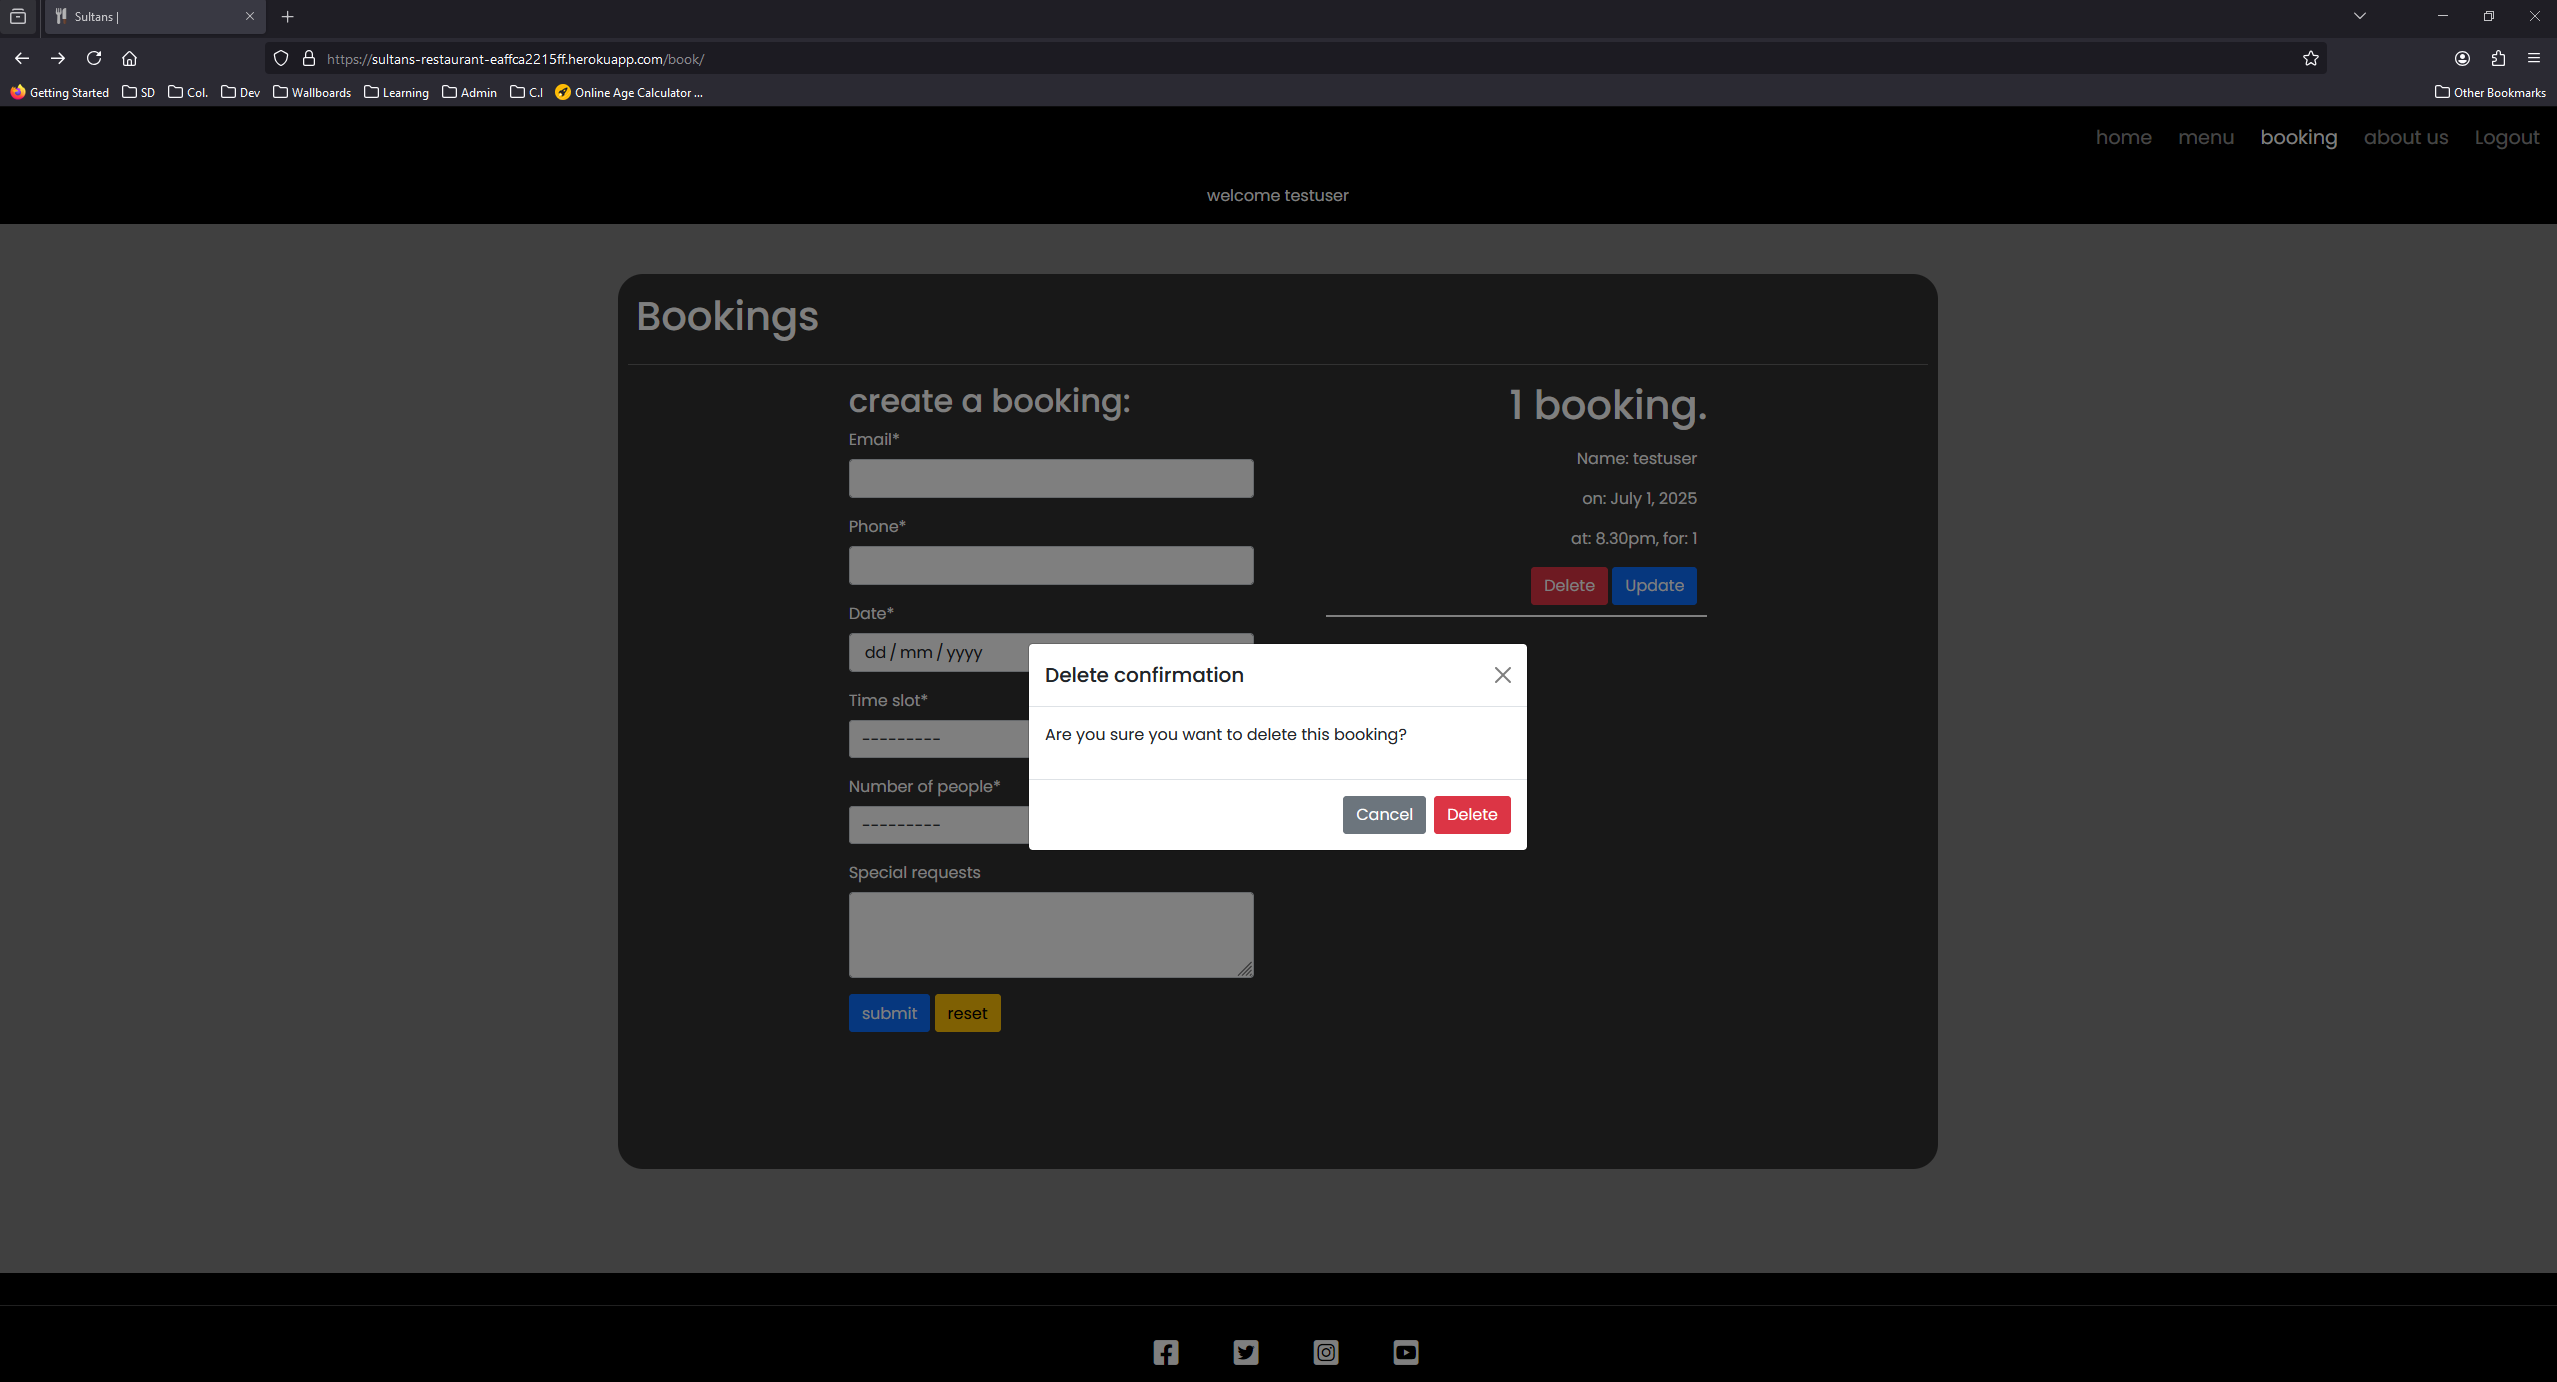 Sultans |
https://sultans-restaurant-eaffca2215ff.herokuapp.com/book/
Getting Started SD Col. Dev Wallboards Learning Admin C.I Online Age Calculator ... Other Bookmarks
home menu booking about us Logout
welcome testuser
Bookings
create a booking:
Email*
Phone*
Date*
dd / mm / yyyy
Time slot*
---------
Number of people*
---------
Special requests
submit reset
1 booking.
Name: testuser
on: July 1, 2025
at: 8.30pm, for: 1
Delete Update
Delete confirmation
Are you sure you want to delete this booking?
Cancel Delete